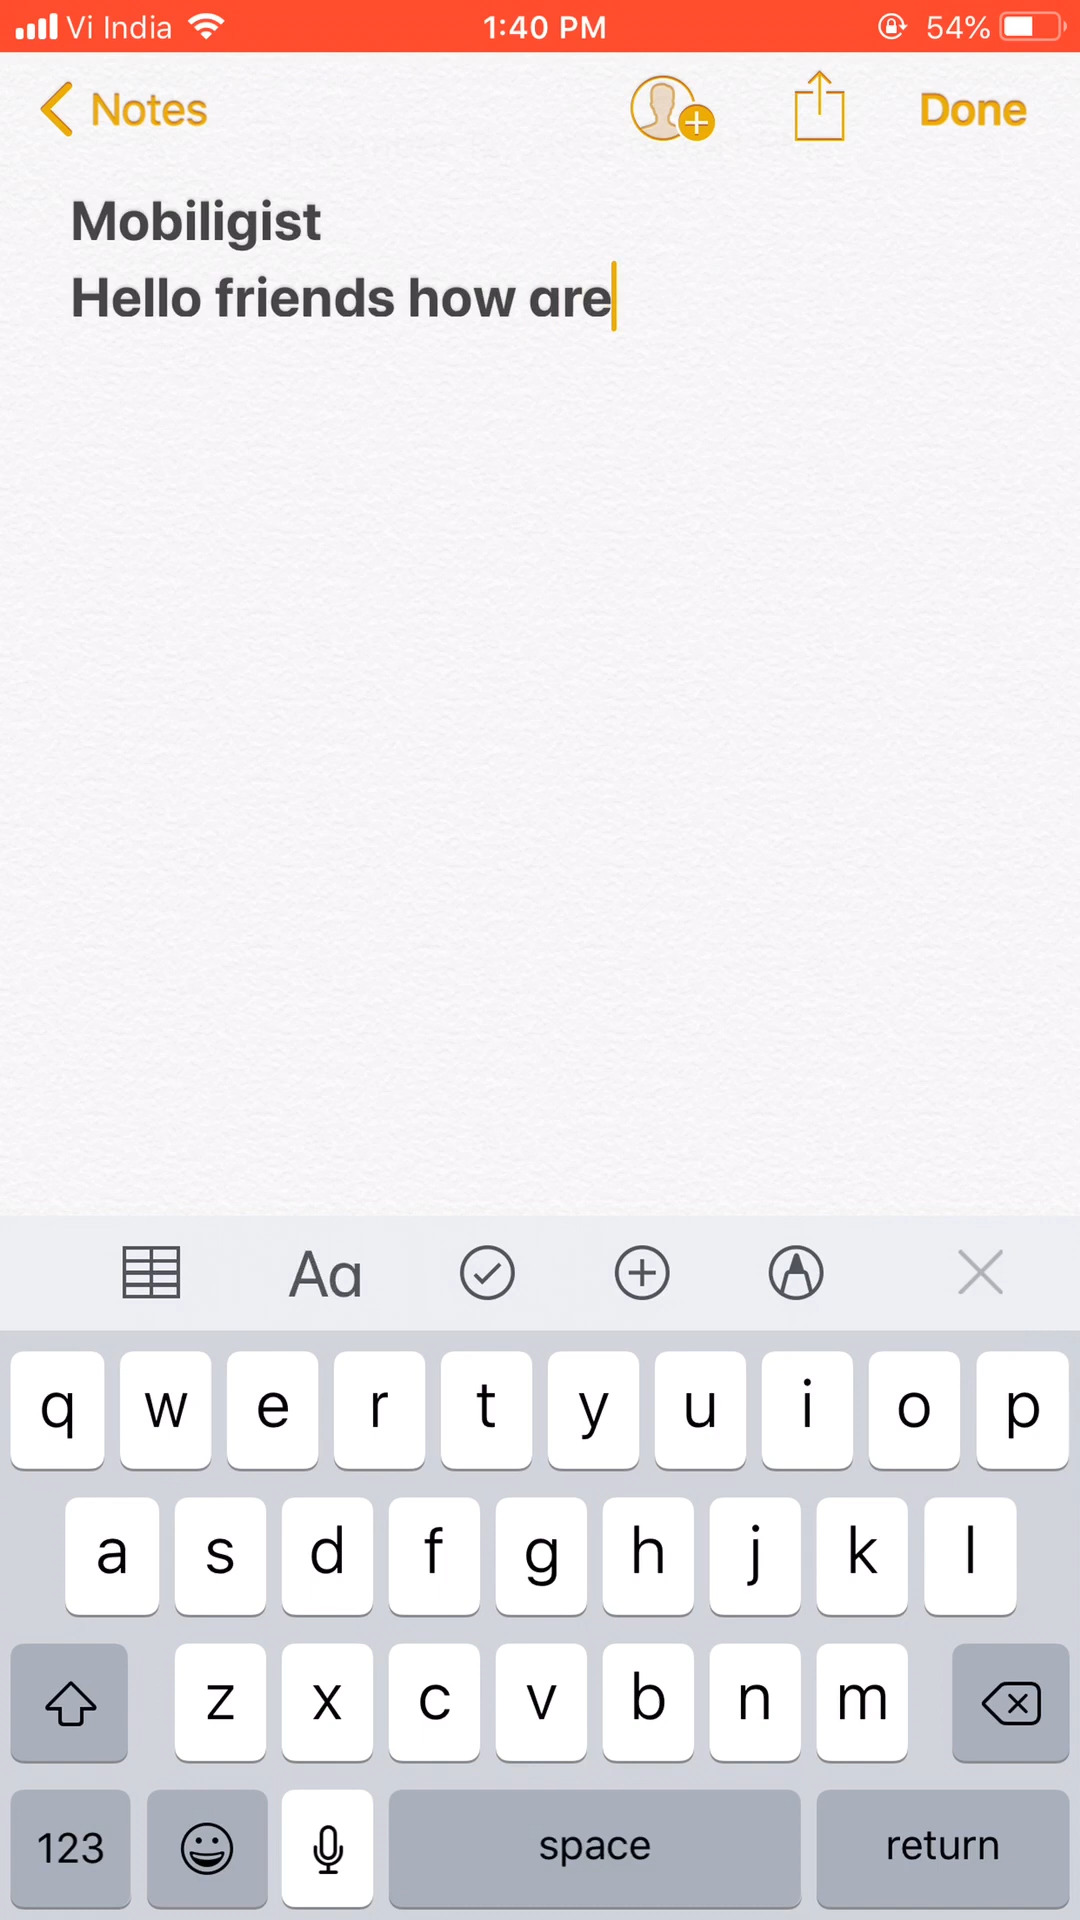 Vi India 1:40 PM 54%
Notes Done
Mobiligist
Hello friends how are
Aa
q w e r t y u i o p
a s d f g h j k l
z x c v b n m
123 space return